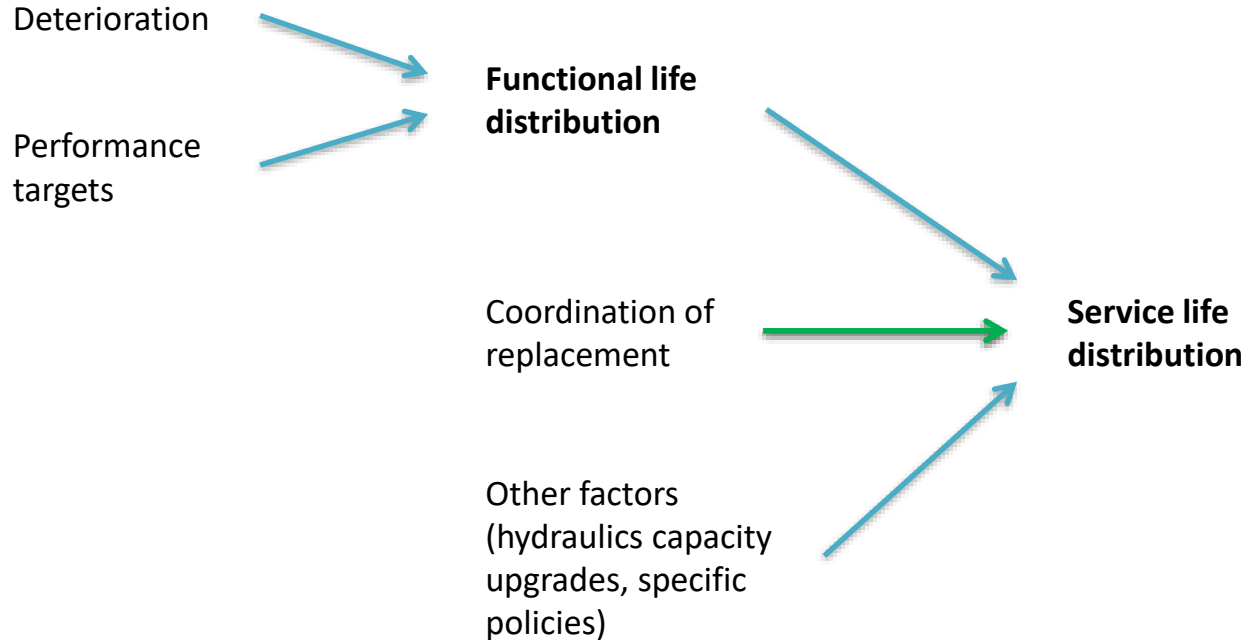 Deterioration
Performance
targets
Functional life
distribution
Coordination of
replacement
Other factors
(hydraulics capacity
upgrades, specific
policies)
Service life
distribution